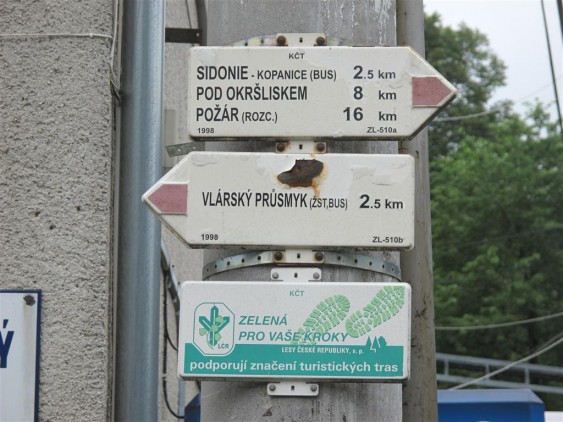 KČT
SIDONIE - KOPANICE (BUS) 2.5 km
POD OKRŠLISKEM 8 km
POŽÁR (ROZC.) 16 km
1998 ZL-510a
VLÁRSKÝ PRŮSMYK (ŽST,BUS) 2.5 km
1998 ZL-510b
KČT
ZELENÁ
PRO VAŠE KROKY
LČR
LESY ČESKÉ REPUBLIKY, s. p.
podporují značení turistických tras
Ý